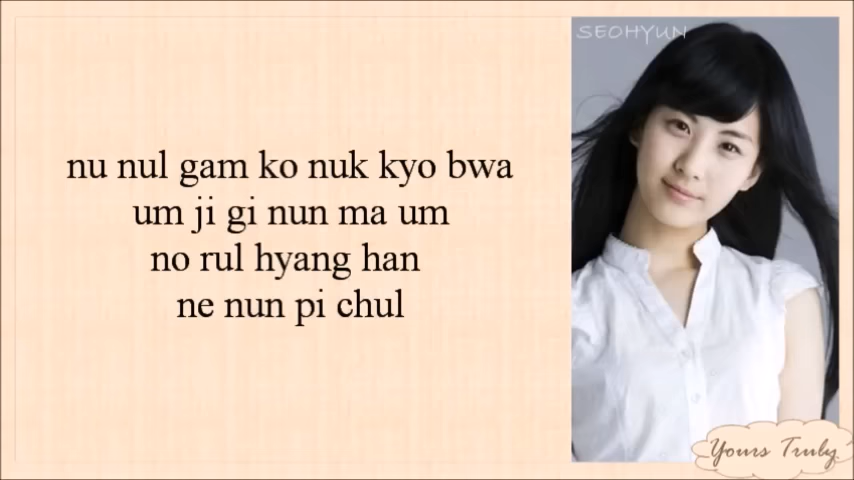 SEOHYUN
nu nul gam ko nuk kyo bwa
um ji gi nun ma um
no rul hyang han
ne nun pi chul
Yours Truly